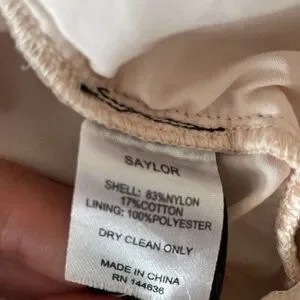 SAYLOR
SHELL: 83%NYLON
17%COTTON
LINING: 100%POLYESTER
DRY CLEAN ONLY
MADE IN CHINA
RN 144636